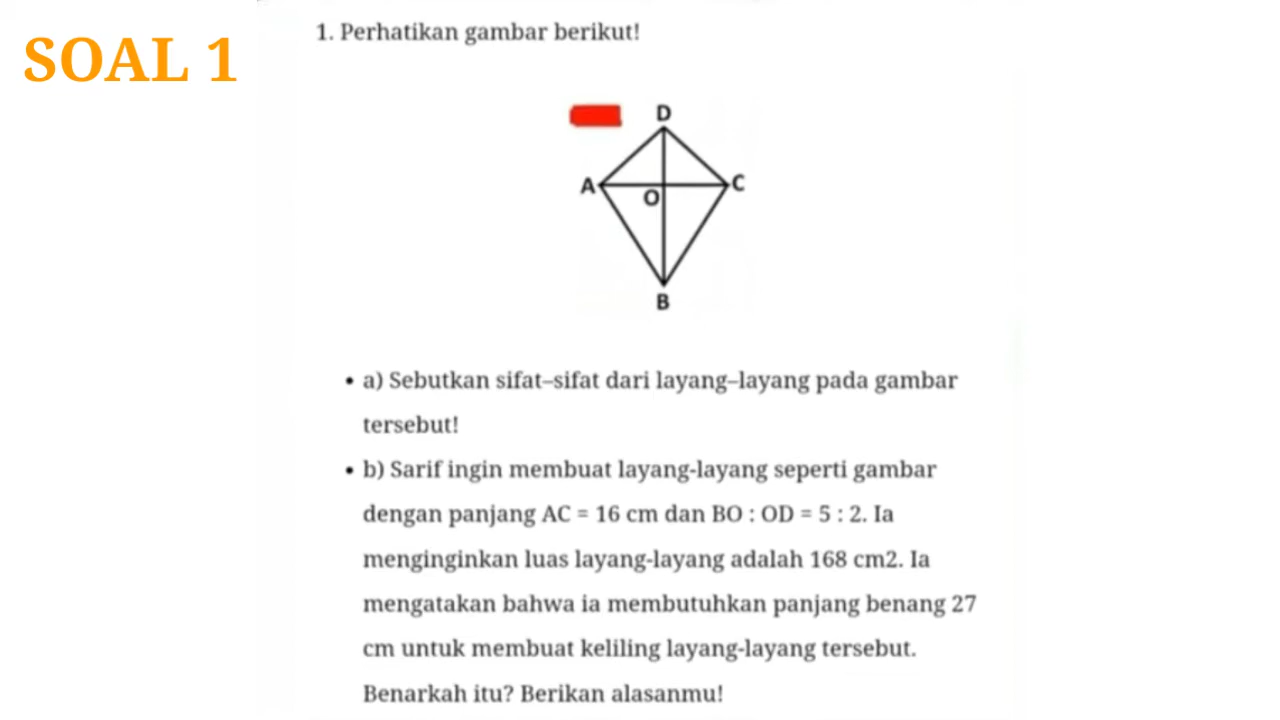 SOAL 1
1. Perhatikan gambar berikut!
D
A
C
O
B
• a) Sebutkan sifat–sifat dari layang–layang pada gambar
tersebut!
• b) Sarif ingin membuat layang-layang seperti gambar
dengan panjang AC = 16 cm dan BO : OD = 5 : 2. Ia
menginginkan luas layang-layang adalah 168 cm2. Ia
mengatakan bahwa ia membutuhkan panjang benang 27
cm untuk membuat keliling layang-layang tersebut.
Benarkah itu? Berikan alasanmu!